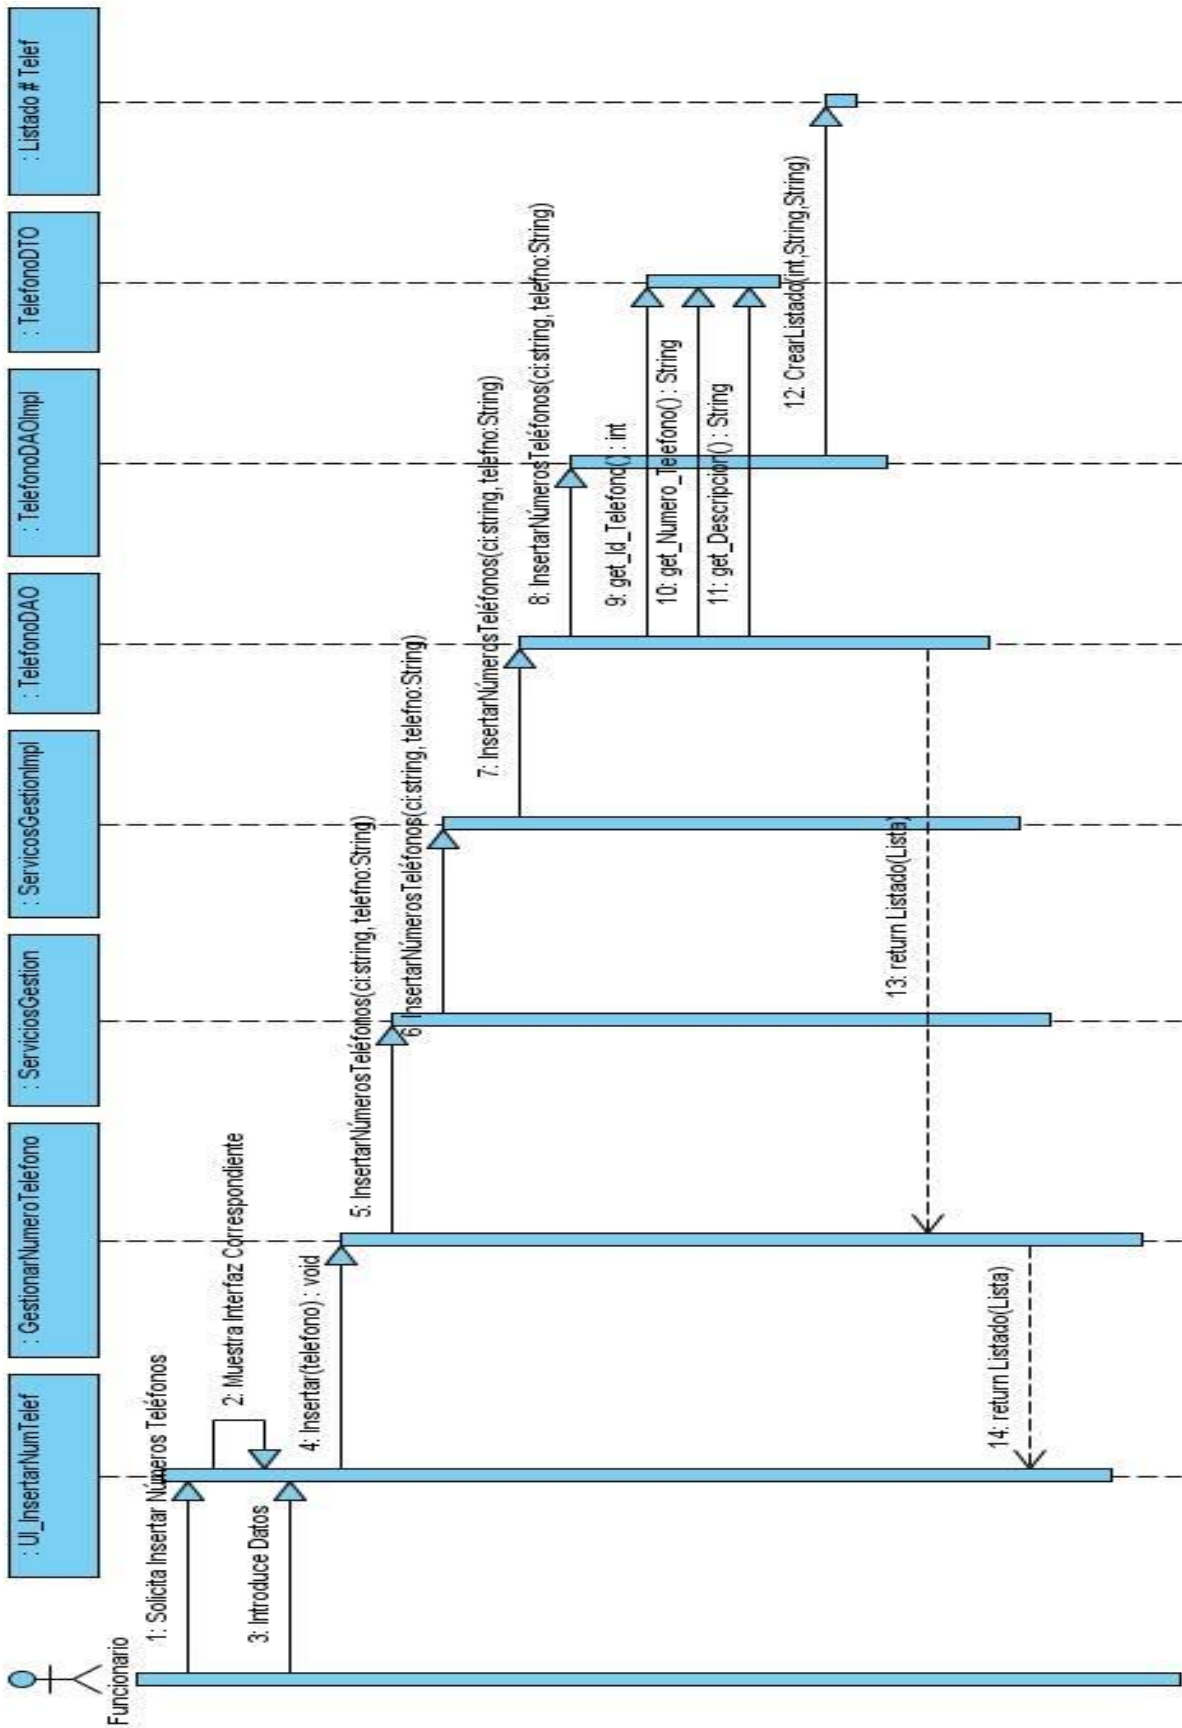 Funcionario
: UI_InsertarNumTelef
: GestionarNumeroTelefono
: ServiciosGestion
: ServicosGestionImpl
: TelefonoDAO
: TelefonoDAOImpl
: TelefonoDTO
: Listado # Telef
1: Solicita Insertar Números Teléfonos
2: Muestra Interfaz Correspondiente
3: Introduce Datos
4: Insertar(telefono) : void
5: InsertarNúmerosTeléfonos(ci:string, telefno:String)
6 InsertarNúmerosTeléfonos(ci:string, telefno:String)
7: InsertarNúmerosTeléfonos(ci:string, telefno:String)
8: InsertarNúmerosTeléfonos(ci:string, telefno:String)
9: get_Id_Telefono() : int
10: get_Numero_Teelefono() : String
11: get_Descripcion() : String
12: CrearListado(int,String,String)
13: return Listado(Lista)
14: return Listado(Lista)